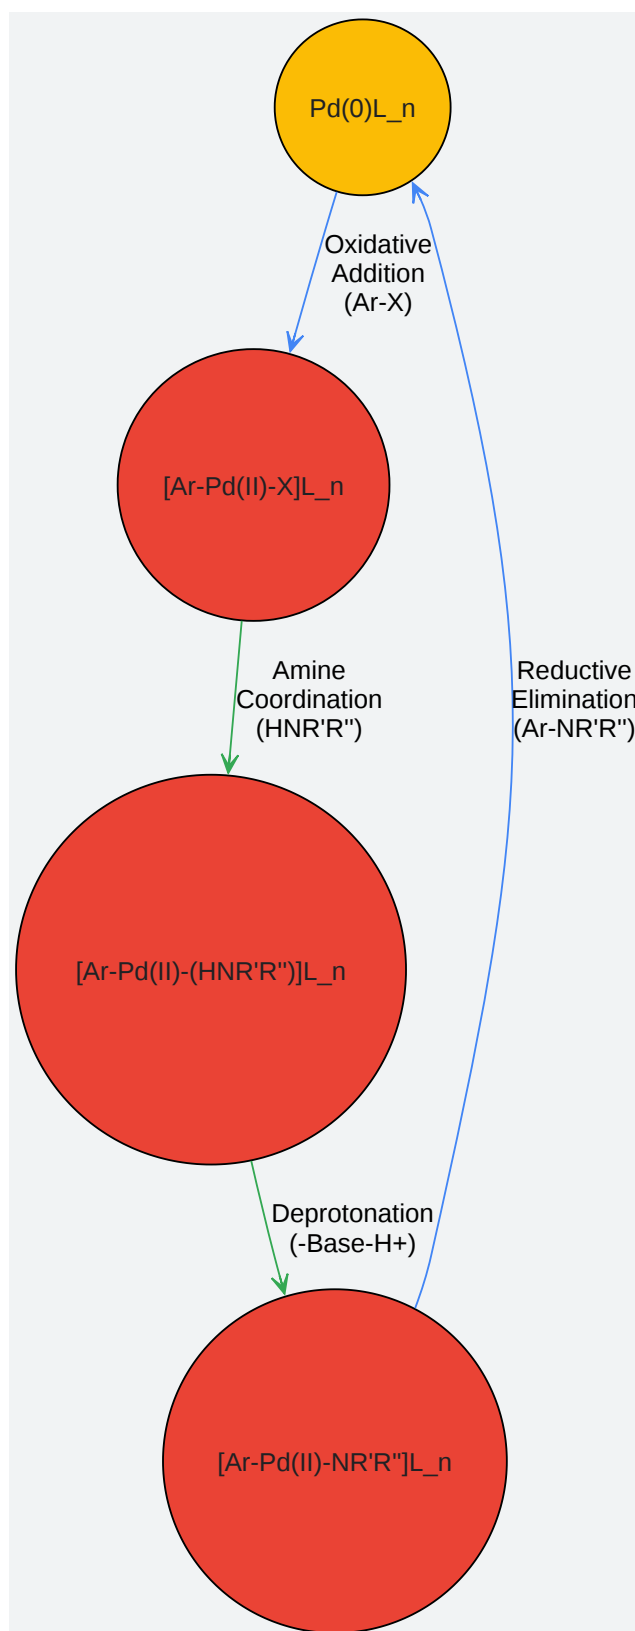 Pd(0)L_n
Oxidative
Addition
(Ar-X)
[Ar-Pd(II)-X]L_n
Amine
Coordination
(HNR'R")
Reductive
Elimination
(Ar-NR'R")
[Ar-Pd(II)-(HNR'R")]L_n
Deprotonation
(-Base-H+)
[Ar-Pd(II)-NR'R"]L_n